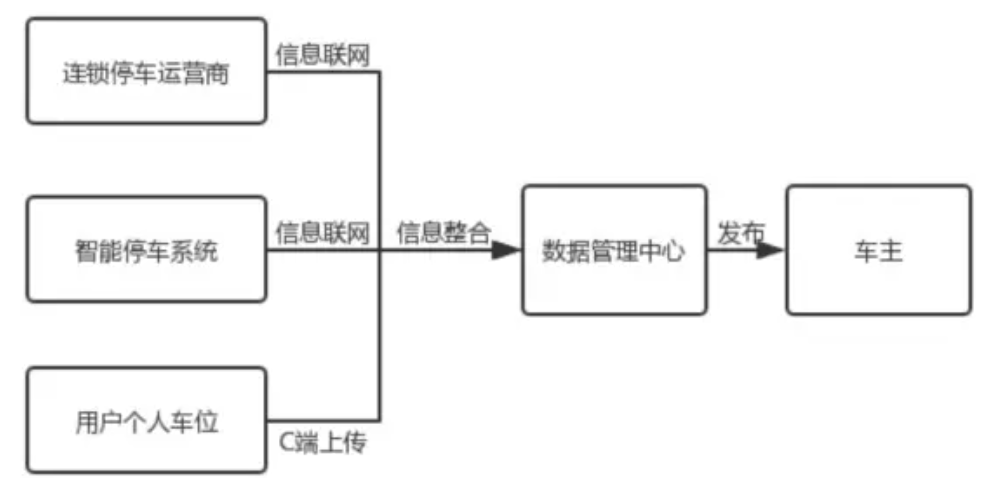 连锁停车运营商
信息联网
智能停车系统
信息联网
信息整合
数据管理中心
发布
车主
用户个人车位
C端上传